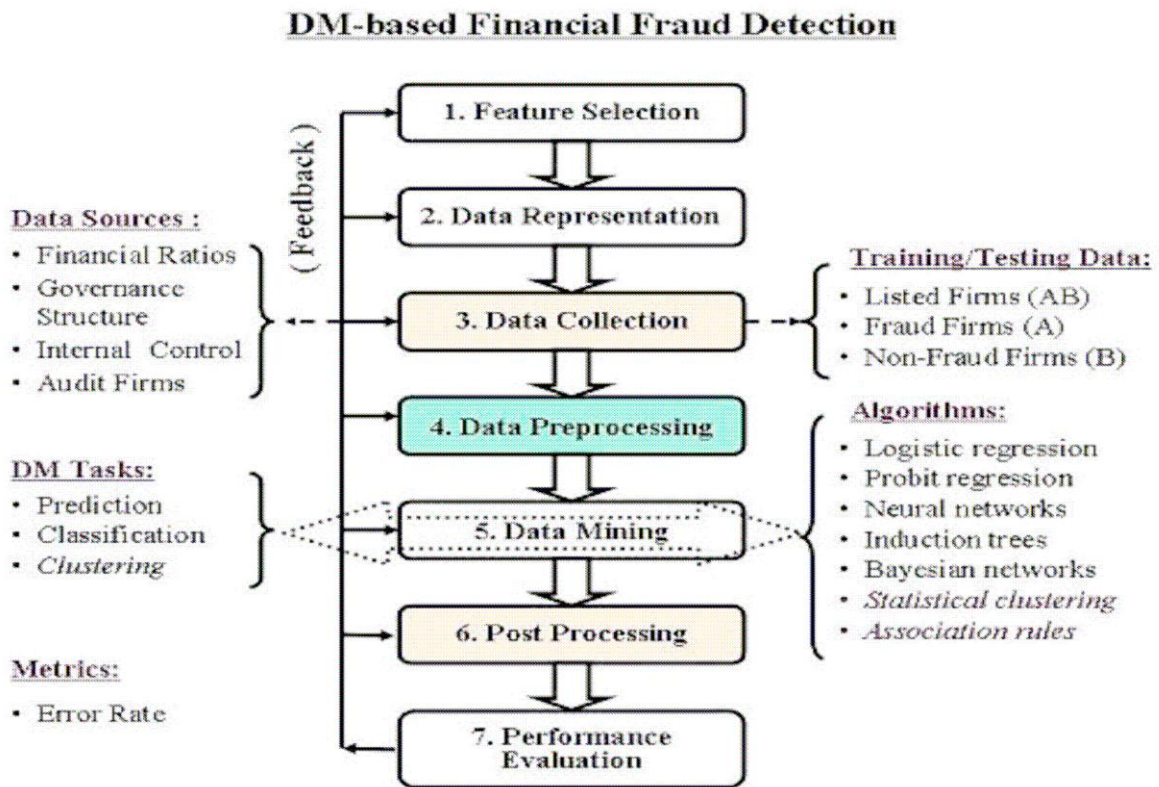 DM-based Financial Fraud Detection
1. Feature Selection
( Feedback )
2. Data Representation
Data Sources :
• Financial Ratios
• Governance
Structure
• Internal Control
• Audit Firms
3. Data Collection
Training/Testing Data:
• Listed Firms (AB)
• Fraud Firms (A)
• Non-Fraud Firms (B)
4. Data Preprocessing
DM Tasks:
• Prediction
• Classification
• Clustering
5. Data Mining
Algorithms:
• Logistic regression
• Probit regression
• Neural networks
• Induction trees
• Bayesian networks
• Statistical clustering
• Association rules
6. Post Processing
Metrics:
• Error Rate
7. Performance
Evaluation